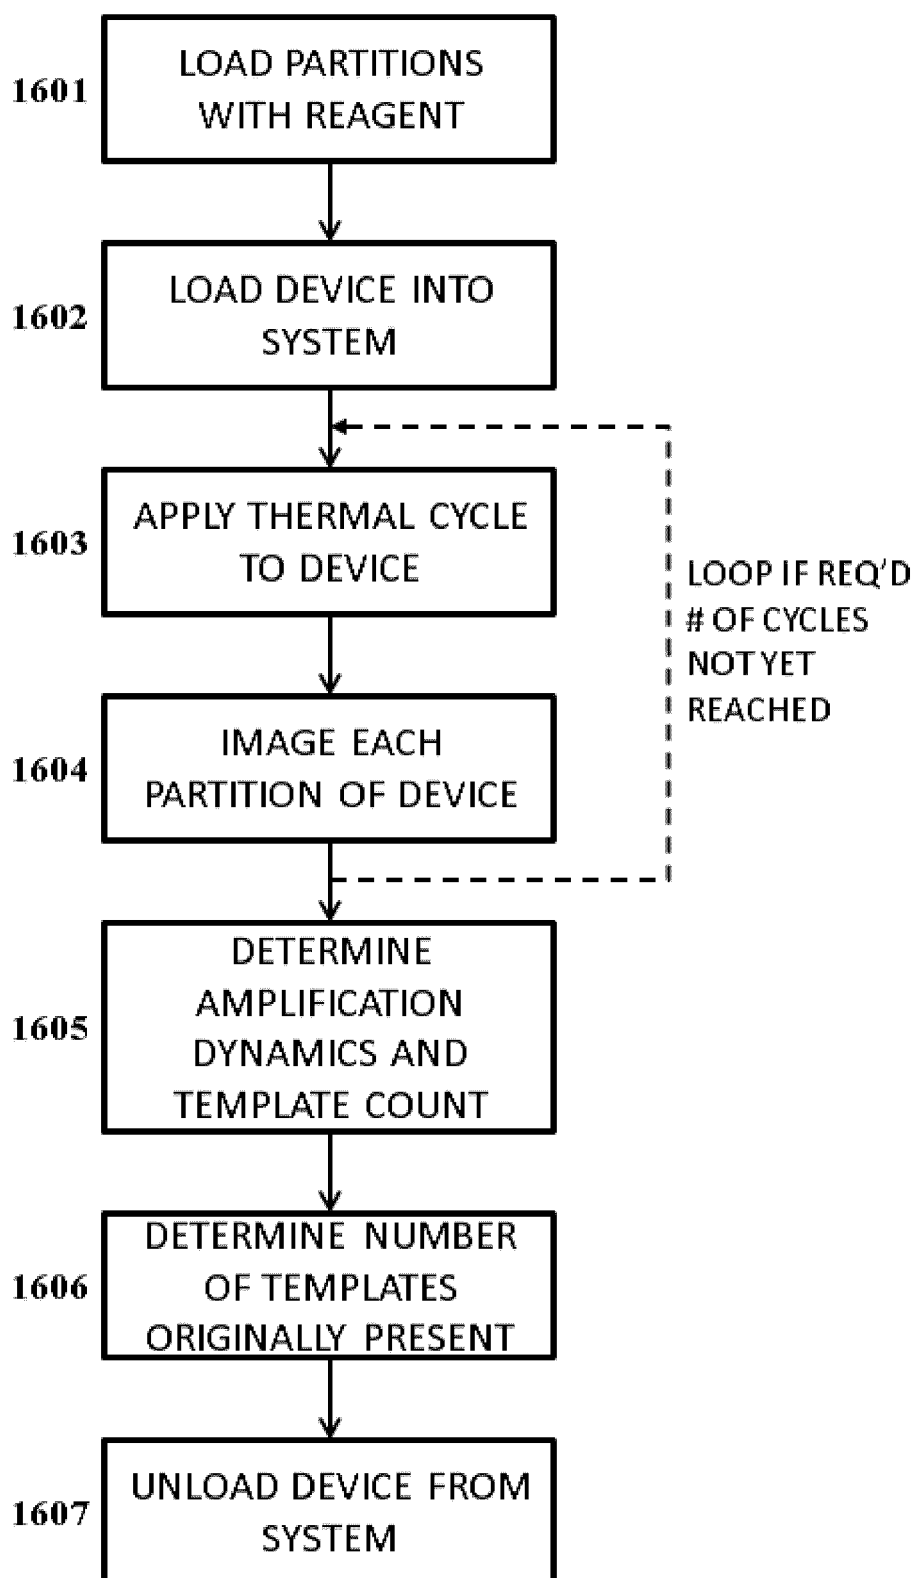 1601
LOAD PARTITIONS
WITH REAGENT
1602
LOAD DEVICE INTO
SYSTEM
1603
APPLY THERMAL CYCLE
TO DEVICE
LOOP IF REQ'D
# OF CYCLES
NOT YET
REACHED
1604
IMAGE EACH
PARTITION OF DEVICE
1605
DETERMINE
AMPLIFICATION
DYNAMICS AND
TEMPLATE COUNT
1606
DETERMINE NUMBER
OF TEMPLATES
ORIGINALLY PRESENT
1607
UNLOAD DEVICE FROM
SYSTEM